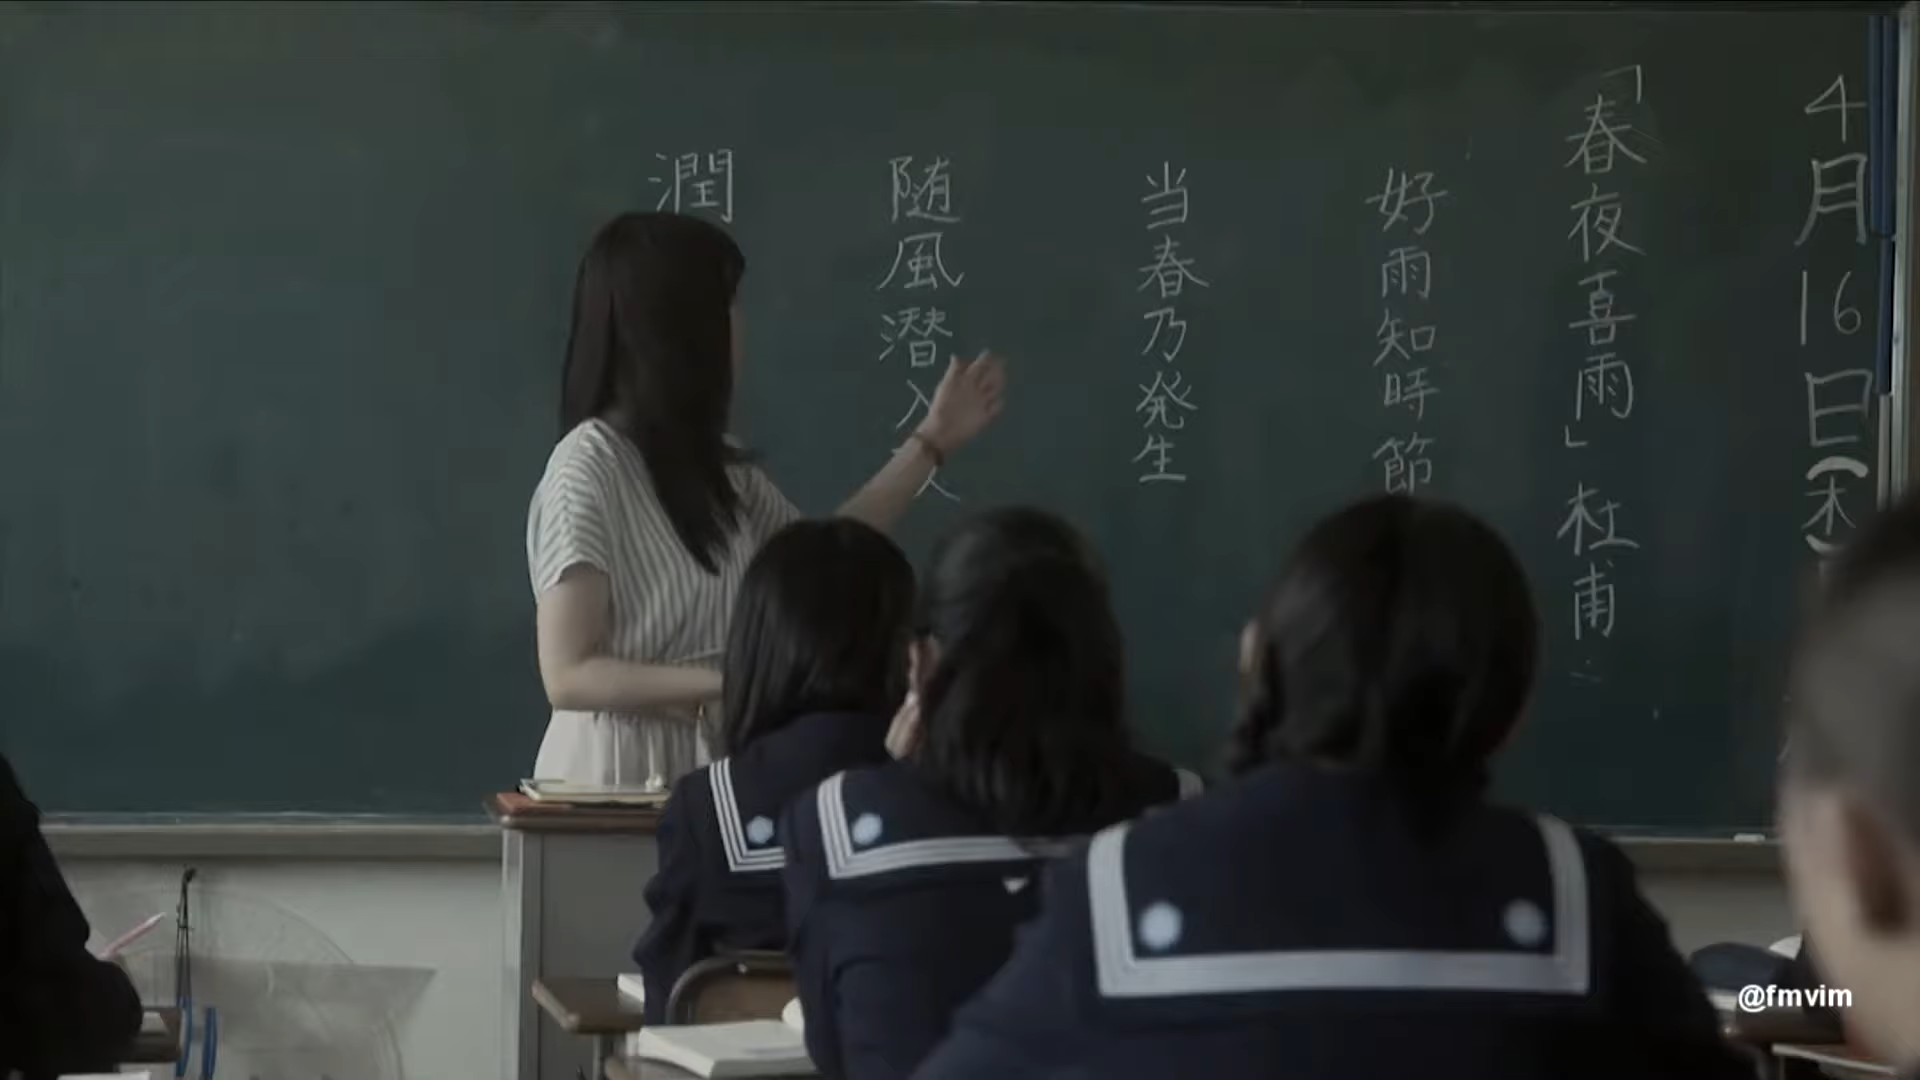 4月16日(木)
「春夜喜雨」杜甫
好雨知時節
当春乃発生
随風潜入
潤
@fmvim